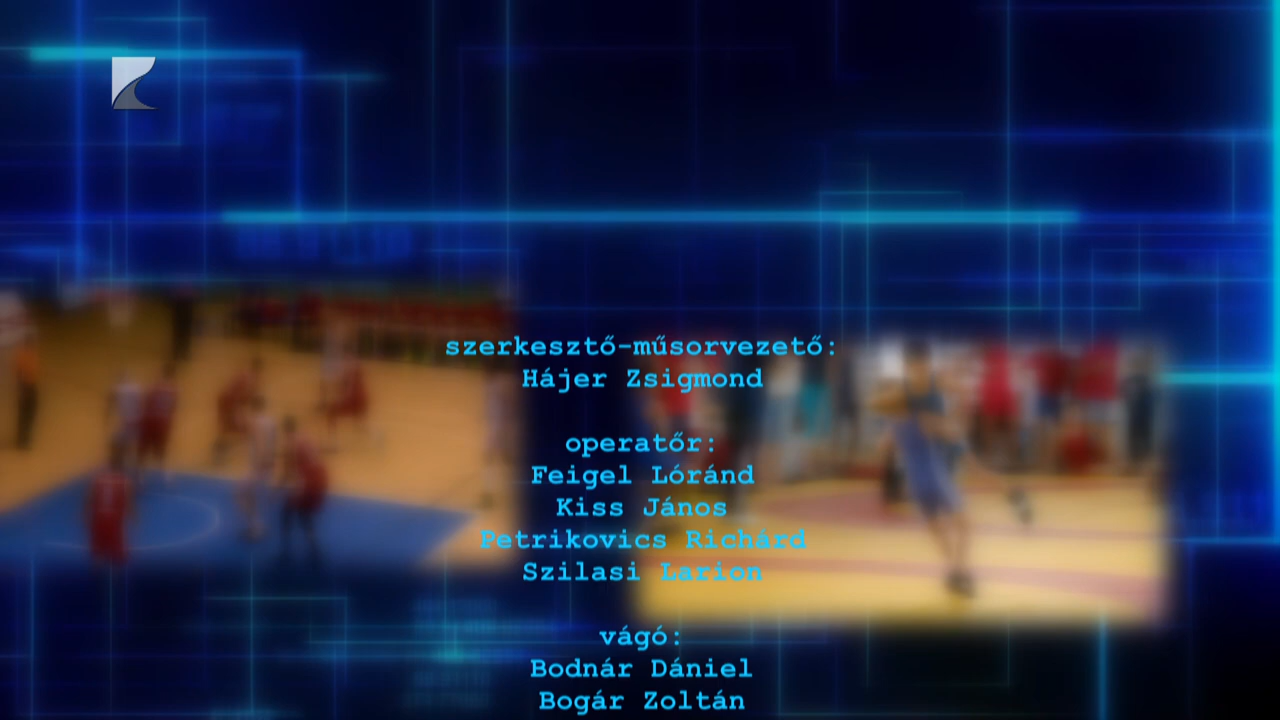 szerkesztő-műsorvezető:
Hájer Zsigmond
operatőr:
Feigel Lóránd
Kiss János
Petrikovics Richárd
Szilasi Larion
vágó:
Bodnár Dániel
Bogár Zoltán